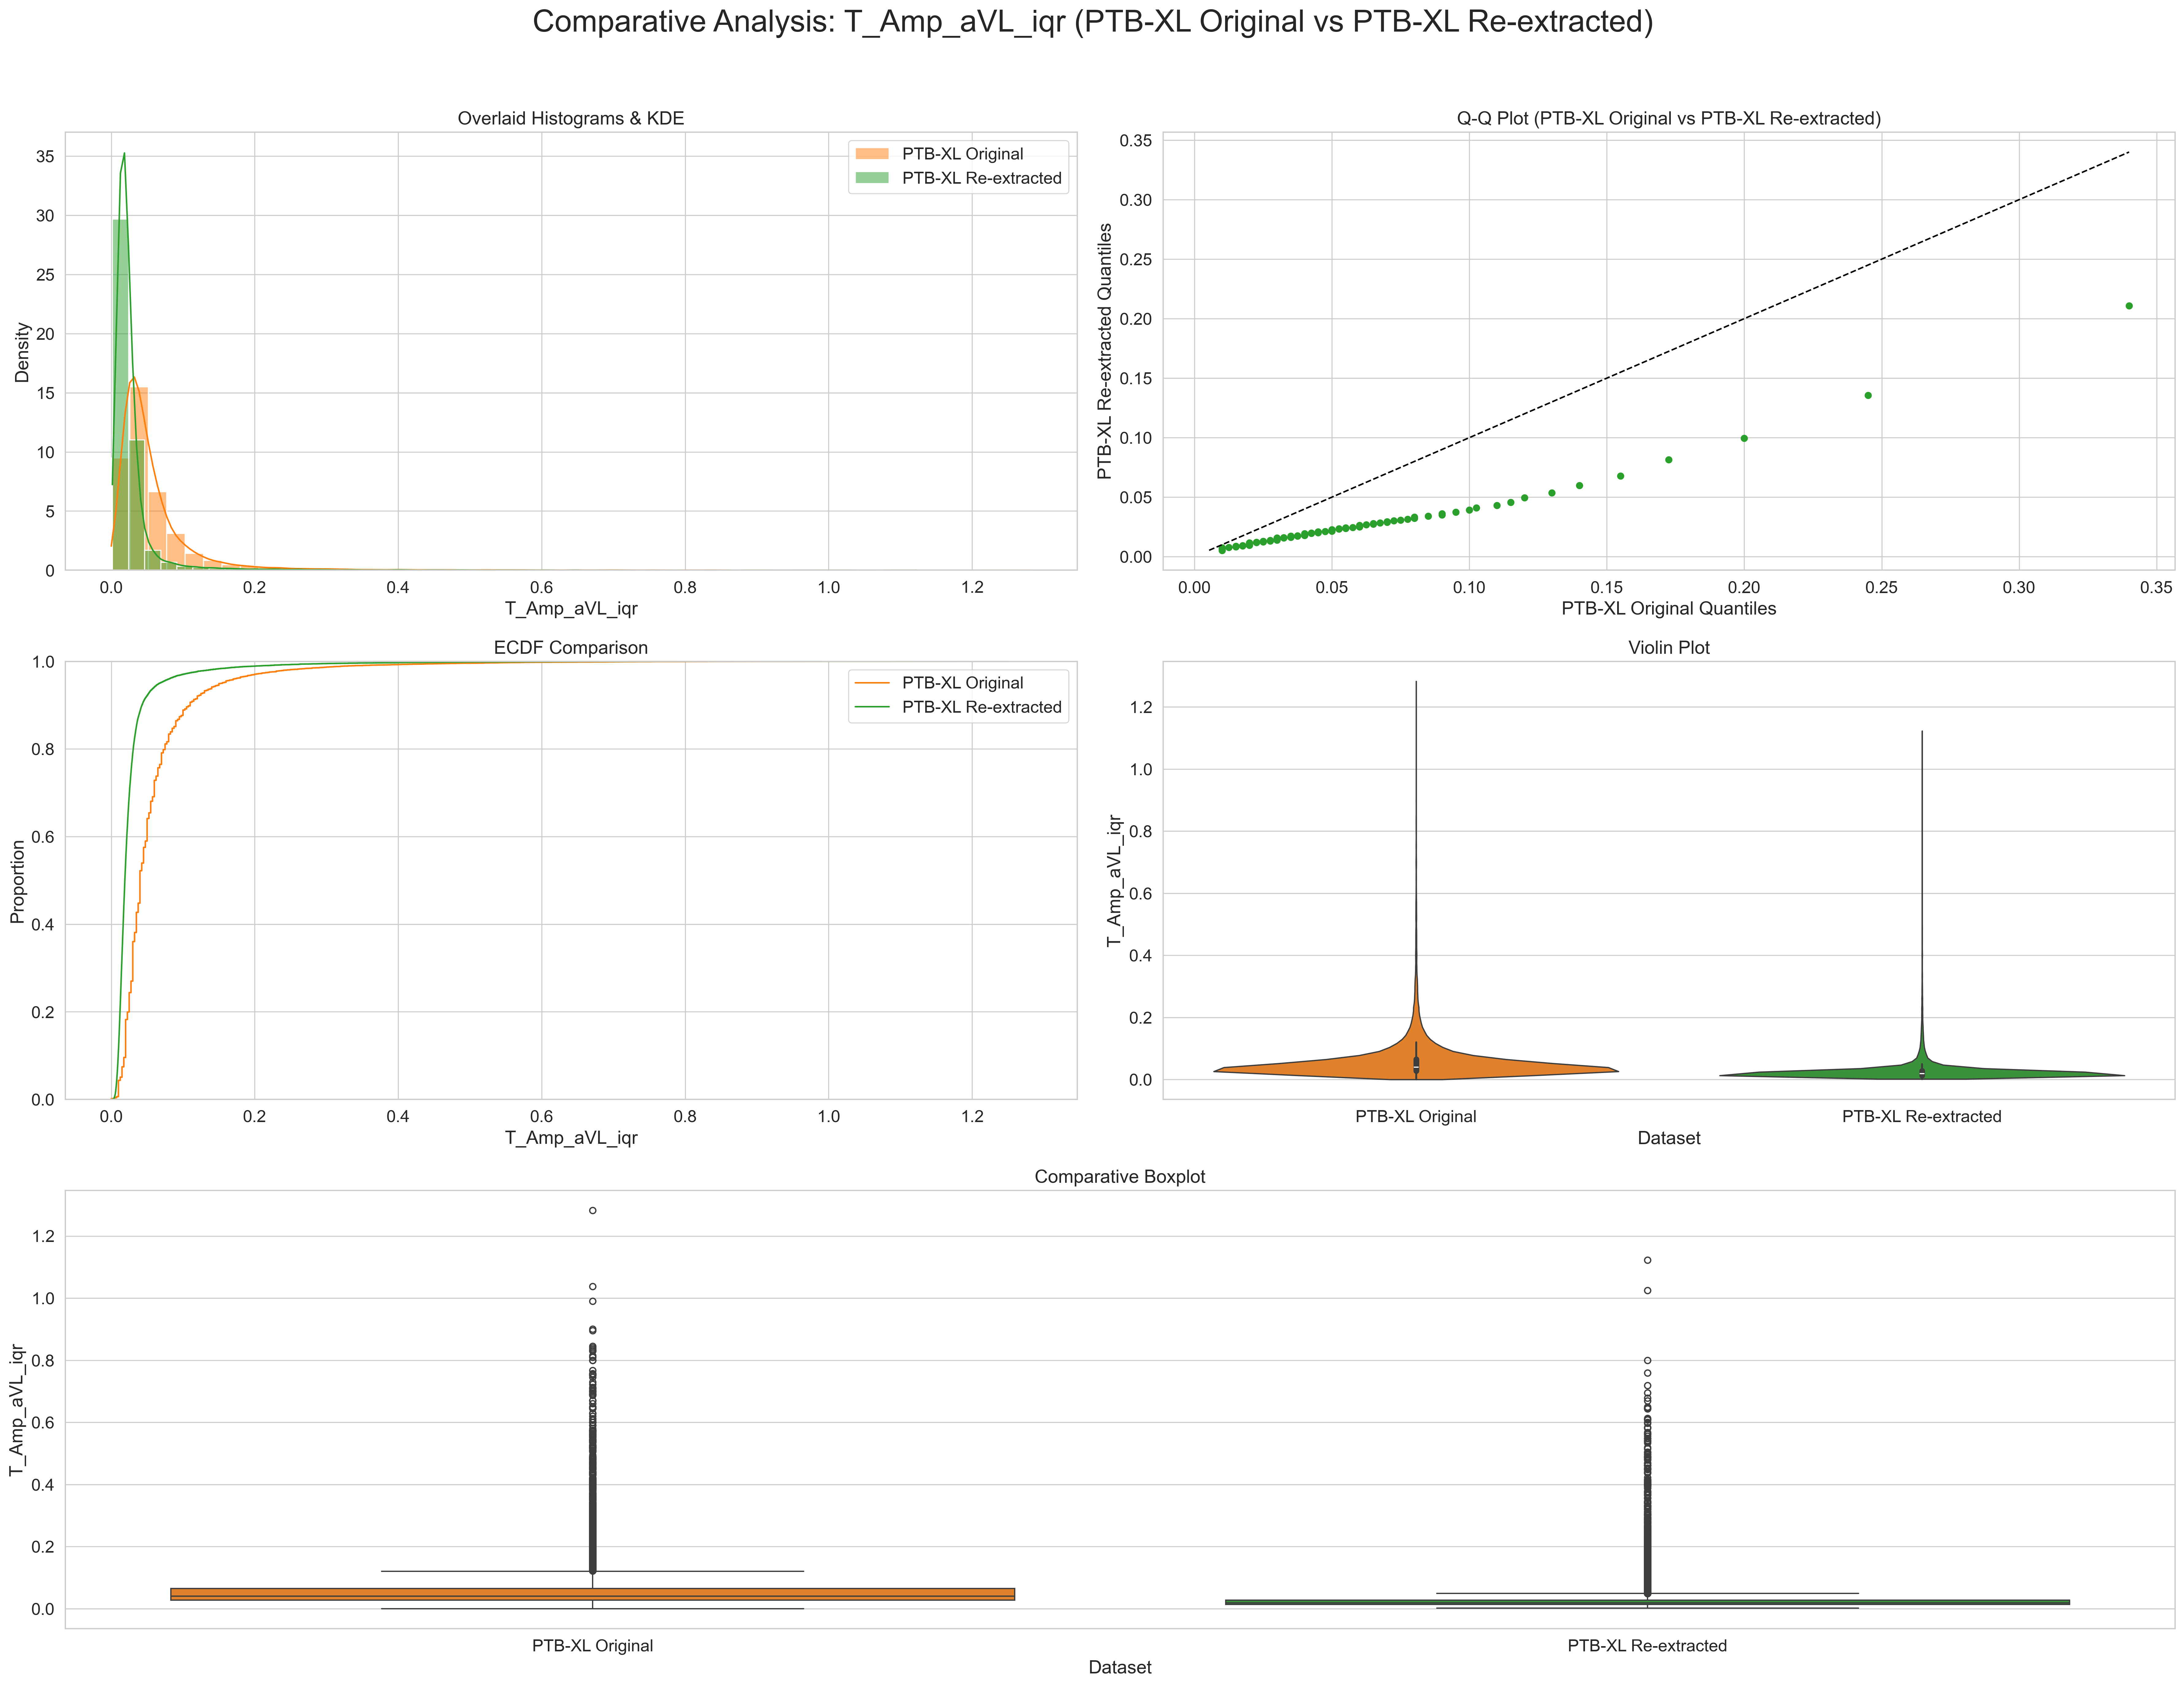 Comparative Analysis: T_Amp_aVL_iqr (PTB-XL Original vs PTB-XL Re-extracted)
Overlaid Histograms & KDE
PTB-XL Original
PTB-XL Re-extracted
35
30
25
20
15
10
5
0
Density
0.0 0.2 0.4 0.6 0.8 1.0 1.2
T_Amp_aVL_iqr
Q-Q Plot (PTB-XL Original vs PTB-XL Re-extracted)
0.35
0.30
0.25
0.20
0.15
0.10
0.05
0.00
PTB-XL Re-extracted Quantiles
0.00 0.05 0.10 0.15 0.20 0.25 0.30 0.35
PTB-XL Original Quantiles
ECDF Comparison
PTB-XL Original
PTB-XL Re-extracted
1.0
0.8
0.6
0.4
0.2
0.0
Proportion
0.0 0.2 0.4 0.6 0.8 1.0 1.2
T_Amp_aVL_iqr
Violin Plot
1.2
1.0
0.8
0.6
0.4
0.2
0.0
T_Amp_aVL_iqr
PTB-XL Original PTB-XL Re-extracted
Dataset
Comparative Boxplot
1.2
1.0
0.8
0.6
0.4
0.2
0.0
T_Amp_aVL_iqr
PTB-XL Original PTB-XL Re-extracted
Dataset